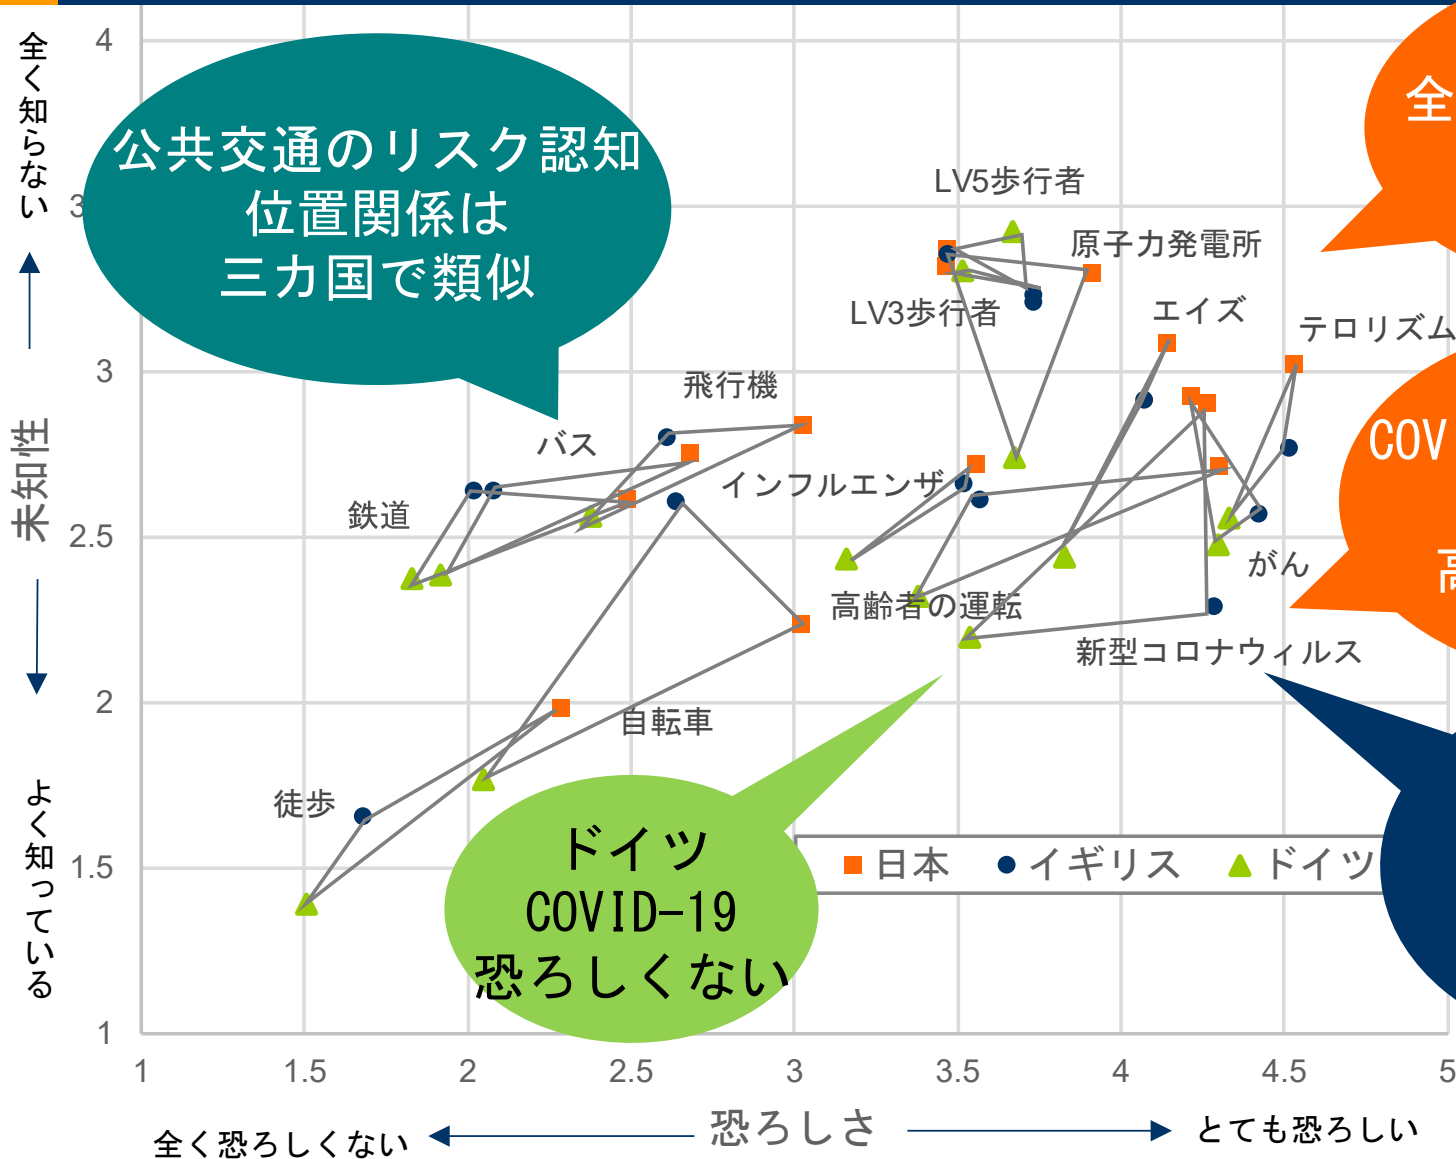 全く知らない
未知性
よく知っている
4
3
3
2.5
2
1.5
1
公共交通のリスク認知
位置関係は
三カ国で類似
全
LV5歩行者
原子力発電所
LV3歩行者
エイズ
テロリズム
飛行機
バス
インフルエンザ
鉄道
COV
高
がん
高齢者の運転
新型コロナウィルス
自転車
徒歩
ドイツ
COVID-19
恐ろしくない
日本 イギリス ドイツ
1 1.5 2 2.5 3 3.5 4 4.5 5
全く恐ろしくない 恐ろしさ とても恐ろしい